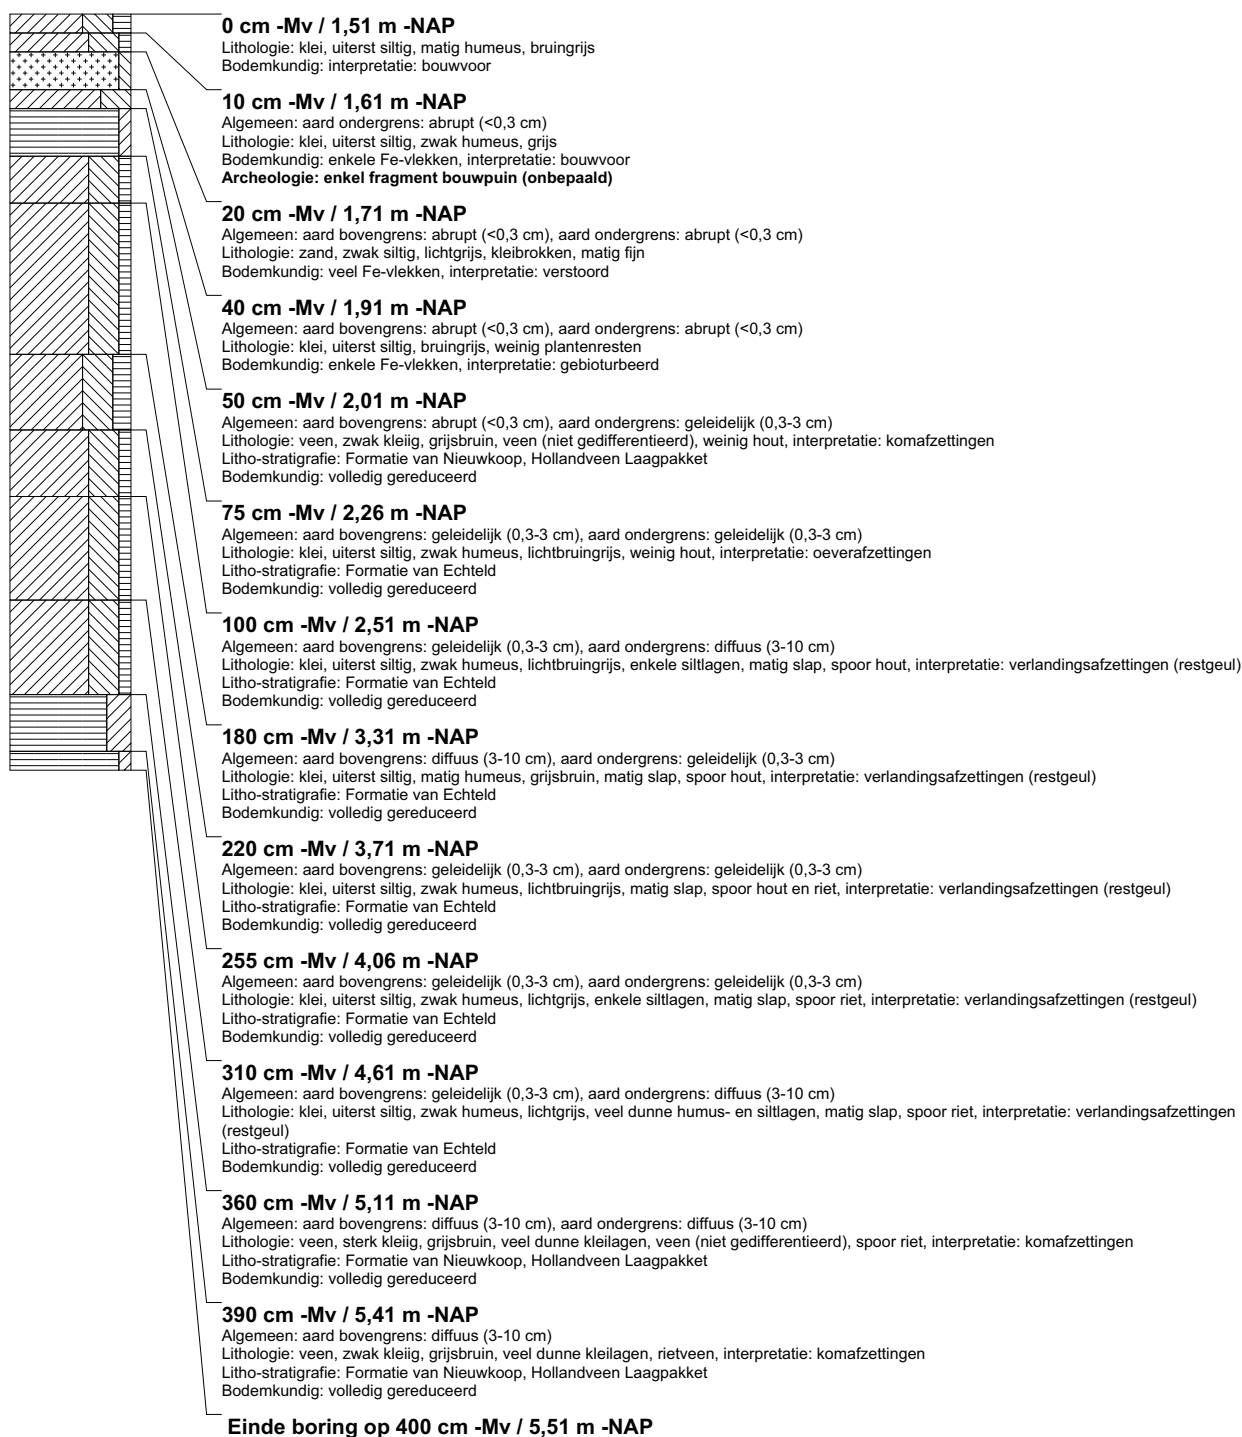 0 cm -Mv / 1,51 m -NAP
Lithologie: klei, uiterst siltig, matig humeus, bruingrijs
Bodemkundig: interpretatie: bouwvoor
10 cm -Mv / 1,61 m -NAP
Algemeen: aard ondergrens: abrupt (<0,3 cm)
Lithologie: klei, uiterst siltig, zwak humeus, grijs
Bodemkundig: enkele Fe-vlekken, interpretatie: bouwvoor
Archeologie: enkel fragment bouwpuin (onbepaald)
20 cm -Mv / 1,71 m -NAP
Algemeen: aard bovengrens: abrupt (<0,3 cm), aard ondergrens: abrupt (<0,3 cm)
Lithologie: zand, zwak siltig, lichtgrijs, kleibrokken, matig fijn
Bodemkundig: veel Fe-vlekken, interpretatie: verstoord
40 cm -Mv / 1,91 m -NAP
Algemeen: aard bovengrens: abrupt (<0,3 cm), aard ondergrens: abrupt (<0,3 cm)
Lithologie: klei, uiterst siltig, bruingrijs, weinig plantenresten
Bodemkundig: enkele Fe-vlekken, interpretatie: gebioturbeerd
50 cm -Mv / 2,01 m -NAP
Algemeen: aard bovengrens: abrupt (<0,3 cm), aard ondergrens: geleidelijk (0,3-3 cm)
Lithologie: veen, zwak kleiig, grijsbruin, veen (niet gedifferentieerd), weinig hout, interpretatie: komafzettingen
Litho-stratigrafie: Formatie van Nieuwkoop, Hollandveen Laagpakket
Bodemkundig: volledig gereduceerd
75 cm -Mv / 2,26 m -NAP
Algemeen: aard bovengrens: geleidelijk (0,3-3 cm), aard ondergrens: geleidelijk (0,3-3 cm)
Lithologie: klei, uiterst siltig, zwak humeus, lichtbruingrijs, weinig hout, interpretatie: oeverafzettingen
Litho-stratigrafie: Formatie van Echteld
Bodemkundig: volledig gereduceerd
100 cm -Mv / 2,51 m -NAP
Algemeen: aard bovengrens: geleidelijk (0,3-3 cm), aard ondergrens: diffuus (3-10 cm)
Lithologie: klei, uiterst siltig, zwak humeus, lichtbruingrijs, enkele siltlagen, matig slap, spoor hout, interpretatie: verlandingsafzettingen (restgeul)
Litho-stratigrafie: Formatie van Echteld
Bodemkundig: volledig gereduceerd
180 cm -Mv / 3,31 m -NAP
Algemeen: aard bovengrens: diffuus (3-10 cm), aard ondergrens: geleidelijk (0,3-3 cm)
Lithologie: klei, uiterst siltig, matig humeus, grijsbruin, matig slap, spoor hout, interpretatie: verlandingsafzettingen (restgeul)
Litho-stratigrafie: Formatie van Echteld
Bodemkundig: volledig gereduceerd
220 cm -Mv / 3,71 m -NAP
Algemeen: aard bovengrens: geleidelijk (0,3-3 cm), aard ondergrens: geleidelijk (0,3-3 cm)
Lithologie: klei, uiterst siltig, zwak humeus, lichtbruingrijs, matig slap, spoor hout en riet, interpretatie: verlandingsafzettingen (restgeul)
Litho-stratigrafie: Formatie van Echteld
Bodemkundig: volledig gereduceerd
255 cm -Mv / 4,06 m -NAP
Algemeen: aard bovengrens: geleidelijk (0,3-3 cm), aard ondergrens: geleidelijk (0,3-3 cm)
Lithologie: klei, uiterst siltig, zwak humeus, lichtgrijs, enkele siltlagen, matig slap, spoor riet, interpretatie: verlandingsafzettingen (restgeul)
Litho-stratigrafie: Formatie van Echteld
Bodemkundig: volledig gereduceerd
310 cm -Mv / 4,61 m -NAP
Algemeen: aard bovengrens: geleidelijk (0,3-3 cm), aard ondergrens: diffuus (3-10 cm)
Lithologie: klei, uiterst siltig, zwak humeus, lichtgrijs, veel dunne humus- en siltlagen, matig slap, spoor riet, interpretatie: verlandingsafzettingen
(restgeul)
Litho-stratigrafie: Formatie van Echteld
Bodemkundig: volledig gereduceerd
360 cm -Mv / 5,11 m -NAP
Algemeen: aard bovengrens: diffuus (3-10 cm), aard ondergrens: diffuus (3-10 cm)
Lithologie: veen, sterk kleiig, grijsbruin, veel dunne kleilagen, veen (niet gedifferentieerd), spoor riet, interpretatie: komafzettingen
Litho-stratigrafie: Formatie van Nieuwkoop, Hollandveen Laagpakket
Bodemkundig: volledig gereduceerd
390 cm -Mv / 5,41 m -NAP
Algemeen: aard bovengrens: diffuus (3-10 cm)
Lithologie: veen, zwak kleiig, grijsbruin, veel dunne kleilagen, rietveen, interpretatie: komafzettingen
Litho-stratigrafie: Formatie van Nieuwkoop, Hollandveen Laagpakket
Bodemkundig: volledig gereduceerd
Einde boring op 400 cm -Mv / 5,51 m -NAP